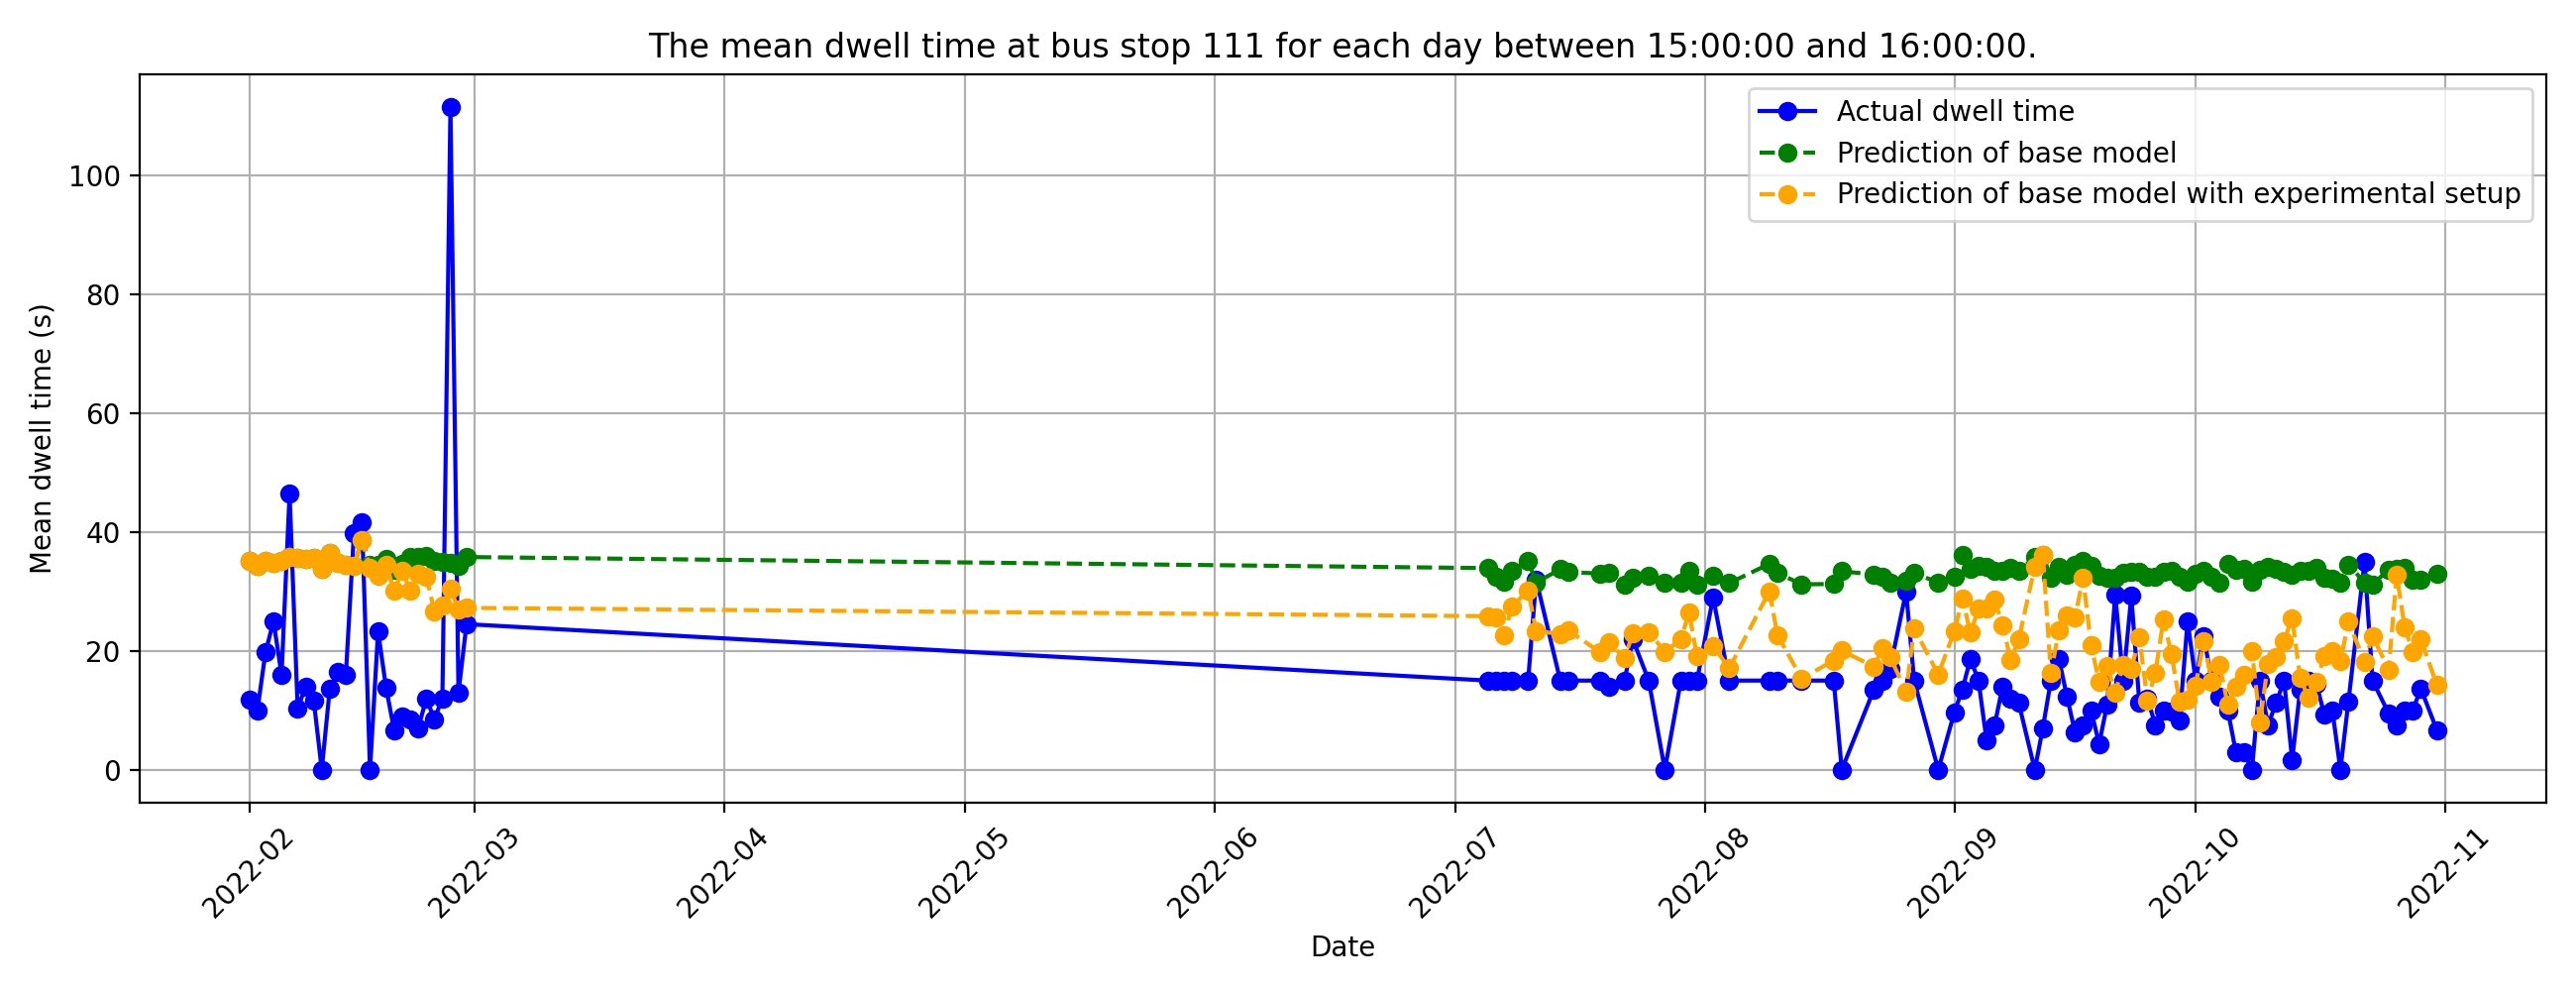 The mean dwell time at bus stop 111 for each day between 15:00:00 and 16:00:00.
Actual dwell time
Prediction of base model
Prediction of base model with experimental setup
Mean dwell time (s)
100
80
60
40
20
0
2022-02
2022-03
2022-04
2022-05
2022-06
2022-07
2022-08
2022-09
2022-10
2022-11
Date